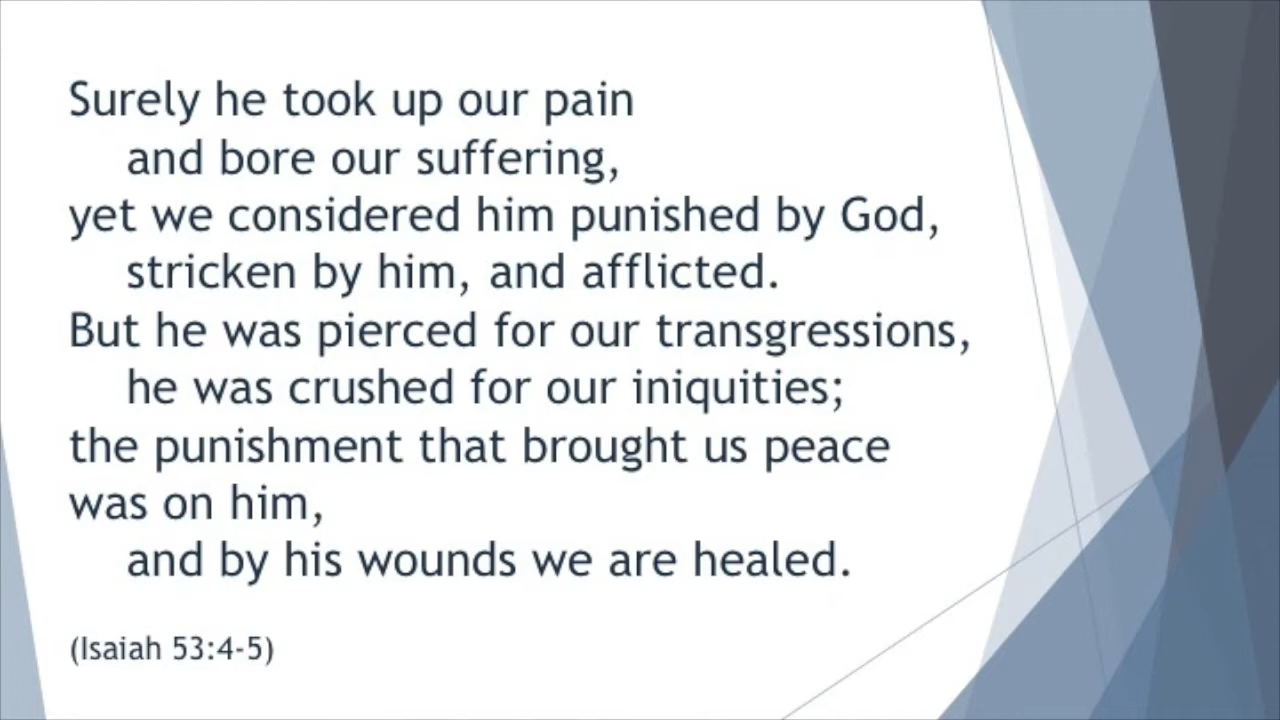 Surely he took up our pain
and bore our suffering,
yet we considered him punished by God,
stricken by him, and afflicted.
But he was pierced for our transgressions,
he was crushed for our iniquities;
the punishment that brought us peace
was on him,
and by his wounds we are healed.
(Isaiah 53:4-5)